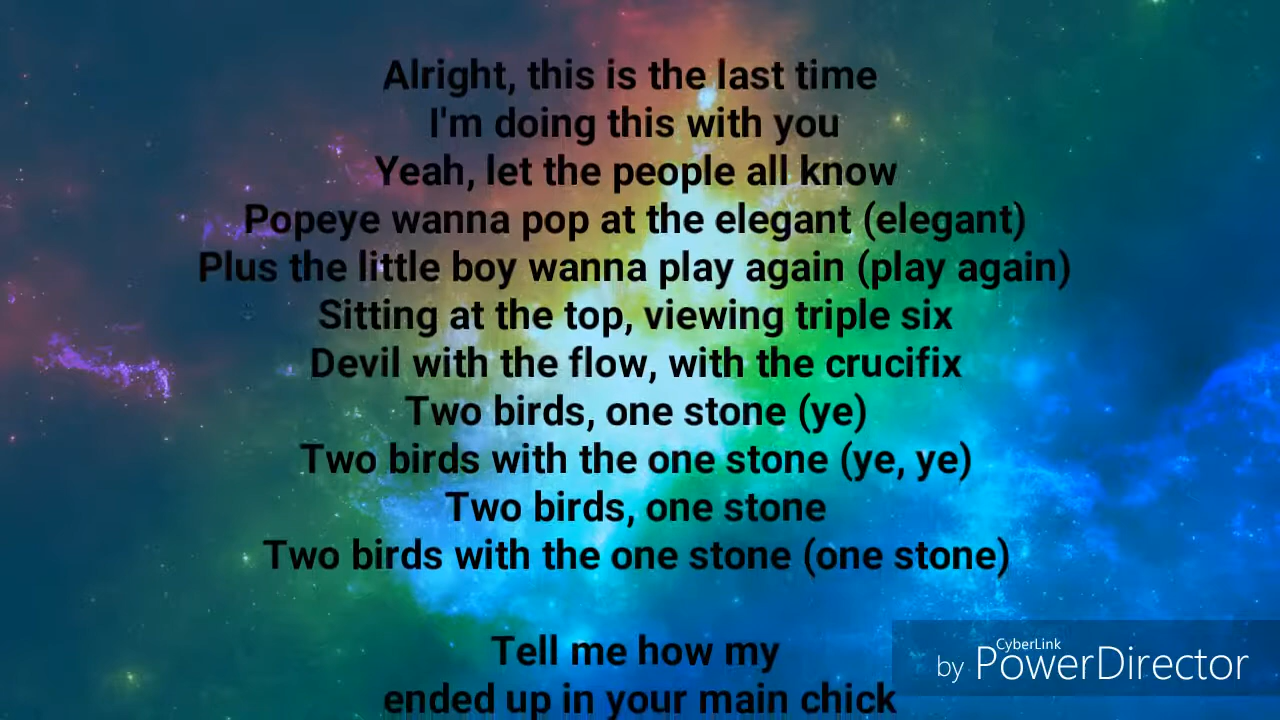 Alright, this is the last time
I'm doing this with you
Yeah, let the people all know
Popeye wanna pop at the elegant (elegant)
Plus the little boy wanna play again (play again)
Sitting at the top, viewing triple six
Devil with the flow, with the crucifix
Two birds, one stone (ye)
Two birds with the one stone (ye, ye)
Two birds, one stone
Two birds with the one stone (one stone)
Tell me how my
ended up in your main chick
by CyberLink PowerDirector